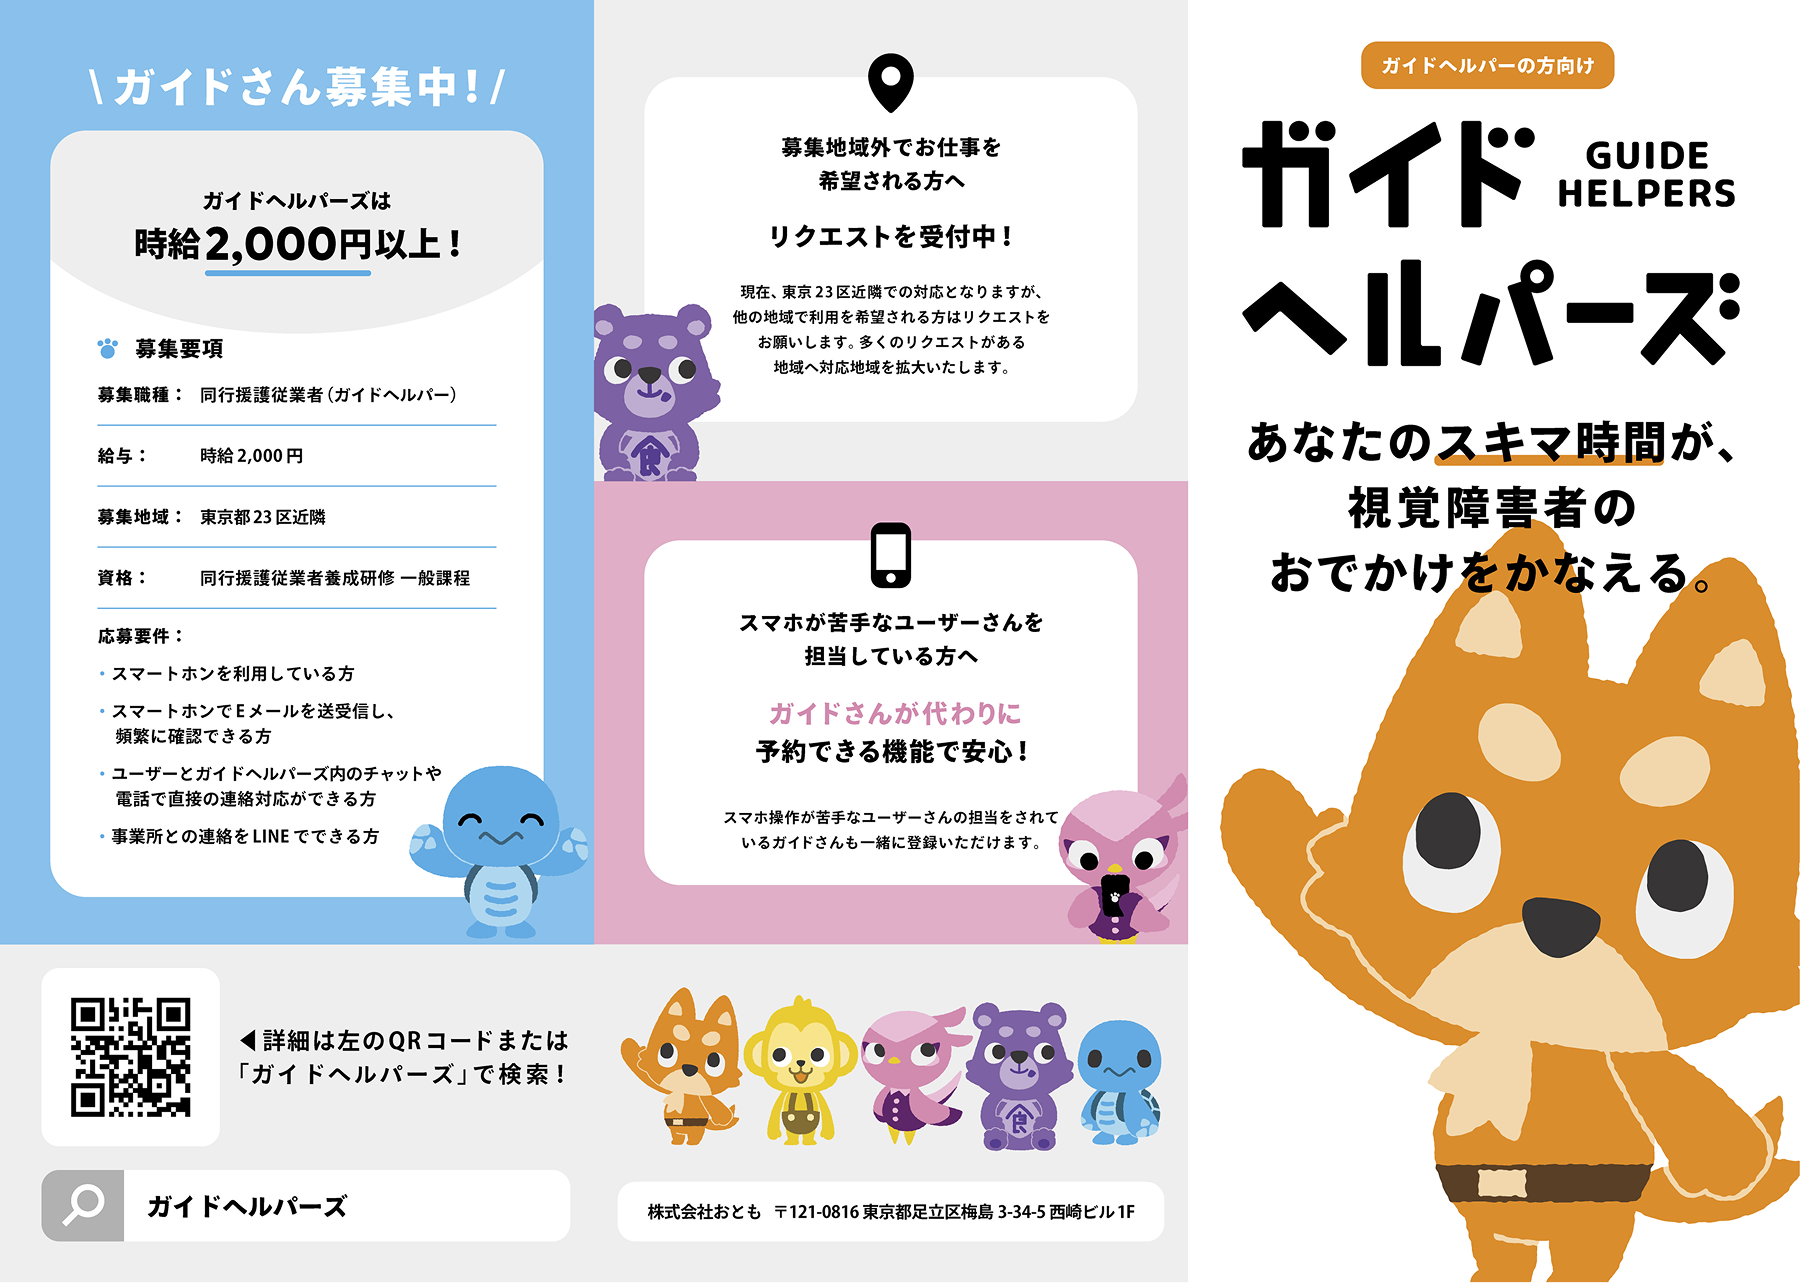 \ ガイドさん募集中！/
ガイドヘルパーズは
時給2,000円以上！
募集要項
募集職種： 同行援護従業者（ガイドヘルパー）
給与： 時給2,000円
募集地域： 東京都23区近隣
資格： 同行援護従業者養成研修 一般課程
応募要件：
・スマートホンを利用している方
・スマートホンでEメールを送受信し、
頻繁に確認できる方
・ユーザーとガイドヘルパーズ内のチャットや
電話で直接の連絡対応ができる方
・事業所との連絡をLINEでできる方
◀詳細は左のQRコードまたは
「ガイドヘルパーズ」で検索！
ガイドヘルパーズ
募集地域外でお仕事を
希望される方へ
リクエストを受付中！
現在、東京23区近隣での対応となりますが、
他の地域で利用を希望される方はリクエストを
お願いします。多くのリクエストがある
地域へ対応地域を拡大いたします。
食
スマホが苦手なユーザーさんを
担当している方へ
ガイドさんが代わりに
予約できる機能で安心！
スマホ操作が苦手なユーザーさんの担当をされて
いるガイドさんも一緒に登録いただけます。
食
株式会社おとも 〒121-0816 東京都足立区梅島 3-34-5 西崎ビル1F
ガイドヘルパーの方向け
ガイド
GUIDE
HELPERS
ヘルパーズ
あなたのスキマ時間が、
視覚障害者の
おでかけをかなえる。